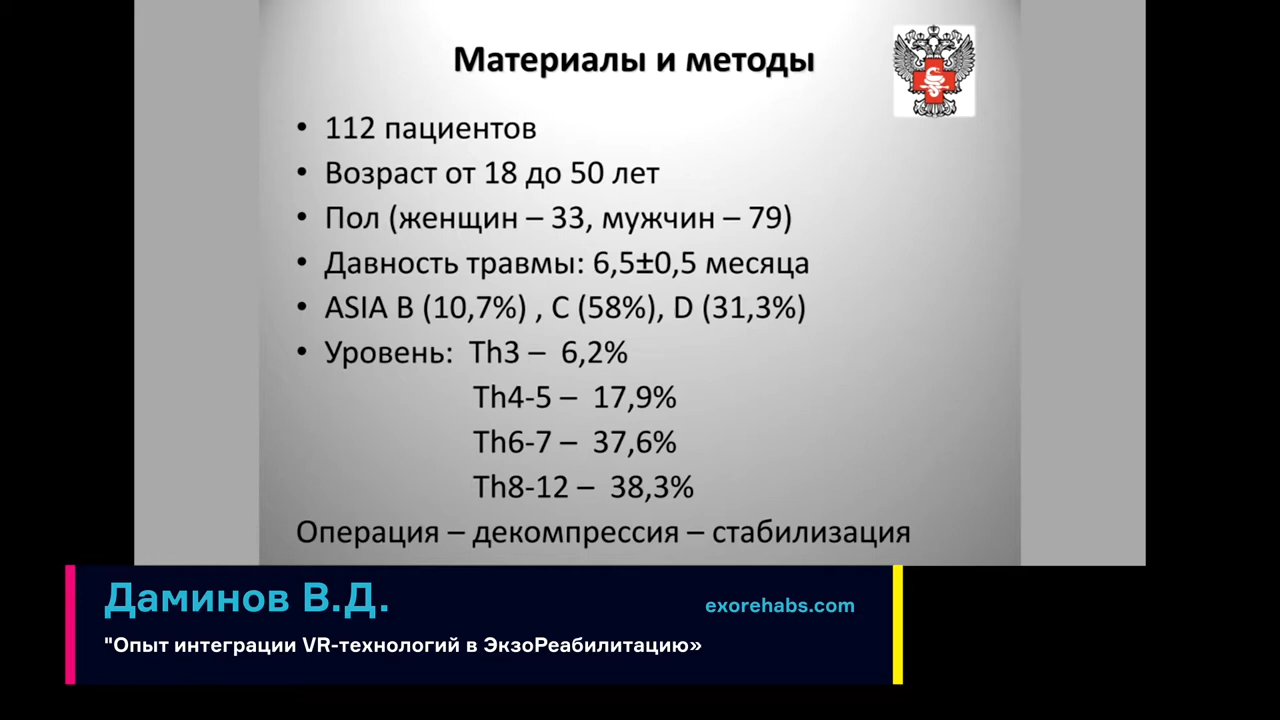 Материалы и методы
• 112 пациентов
• Возраст от 18 до 50 лет
• Пол (женщин – 33, мужчин – 79)
• Давность травмы: 6,5±0,5 месяца
• ASIA B (10,7%) , C (58%), D (31,3%)
• Уровень: Th3 – 6,2%
Th4-5 – 17,9%
Th6-7 – 37,6%
Th8-12 – 38,3%
Операция – декомпрессия – стабилизация
Даминов В.Д.
exorehabs.com
"Опыт интеграции VR-технологий в ЭкзоРеабилитацию»